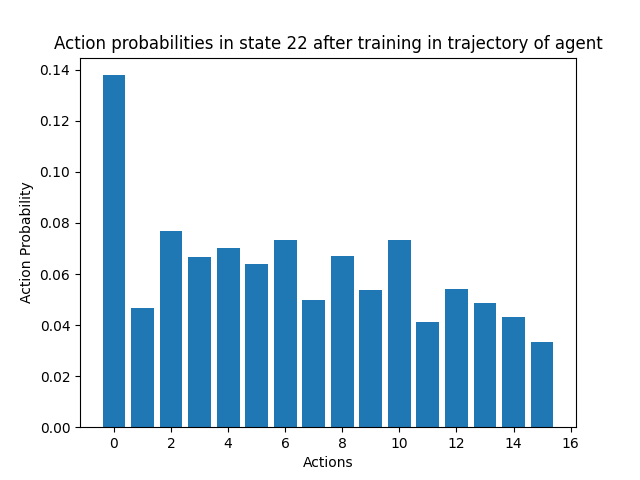 Action probabilities in state 22 after training in trajectory of agent
0.14
0.12
0.10
0.08
0.06
0.04
0.02
0.00
Action Probability
0 2 4 6 8 10 12 14 16
Actions